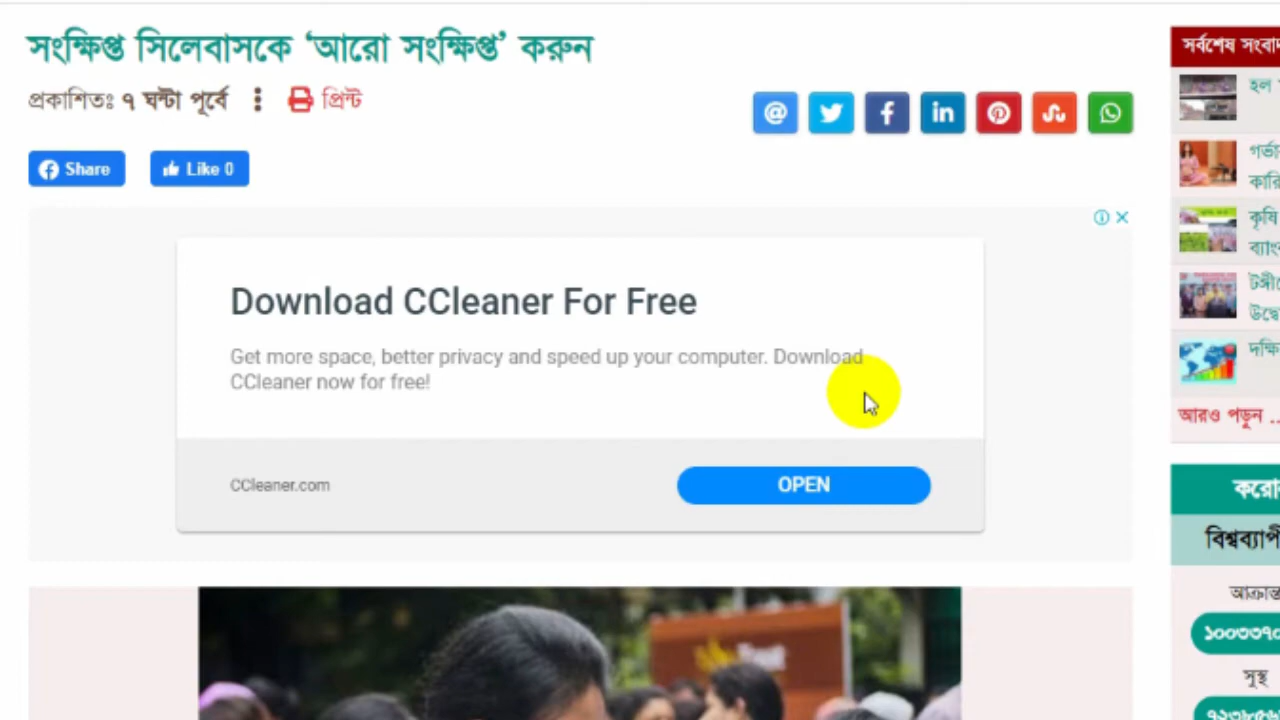 সংক্ষিপ্ত সিলেবাসকে ‘আরো সংক্ষিপ্ত’ করুন
প্রকাশিতঃ ৭ ঘন্টা পূর্বে
প্রিন্ট
Share
Like 0
Download CCleaner For Free
Get more space, better privacy and speed up your computer. Download
CCleaner now for free!
CCleaner.com
OPEN
সর্বশেষ
হল
কৃষি
আরও পড়ুন ..
সুস্থ